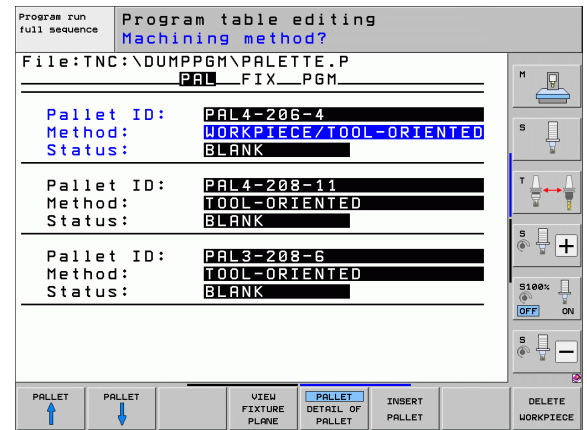 Program run
full sequence
Program table editing
Machining method?
File:TNC:\DUMPPGM\PALETTE.P
PAL__FIX__PGM
Pallet ID: PAL4-206-4
Method: WORKPIECE/TOOL-ORIENTED
Status: BLANK
Pallet ID: PAL4-208-11
Method: TOOL-ORIENTED
Status: BLANK
Pallet ID: PAL3-208-6
Method: TOOL-ORIENTED
Status: BLANK
M
S
T
S
S100%
OFF ON
S
PALLET
PALLET
VIEW
FIXTURE
PLANE
PALLET
DETAIL OF
PALLET
INSERT
PALLET
DELETE
WORKPIECE